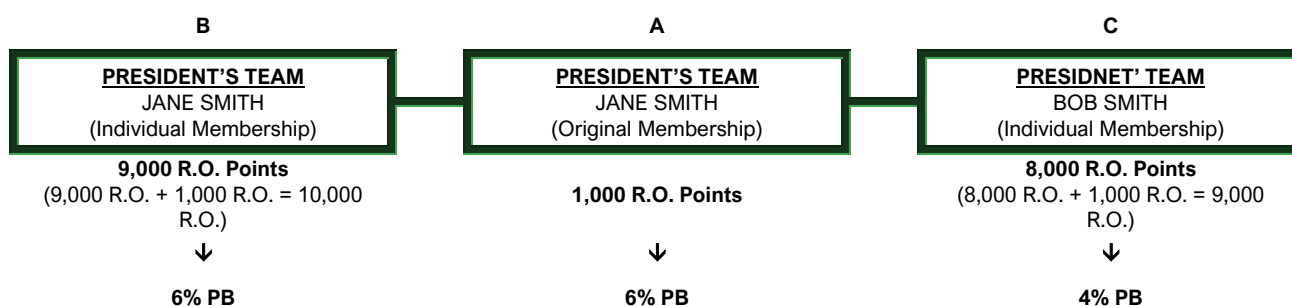 B
PRESIDENT'S TEAM
JANE SMITH
(Individual Membership)
9,000 R.O. Points
(9,000 R.O. + 1,000 R.O. = 10,000
R.O.)
↓
6% PB
A
PRESIDENT'S TEAM
JANE SMITH
(Original Membership)
1,000 R.O. Points
↓
6% PB
C
PRESIDNET' TEAM
BOB SMITH
(Individual Membership)
8,000 R.O. Points
(8,000 R.O. + 1,000 R.O. = 9,000
R.O.)
↓
4% PB